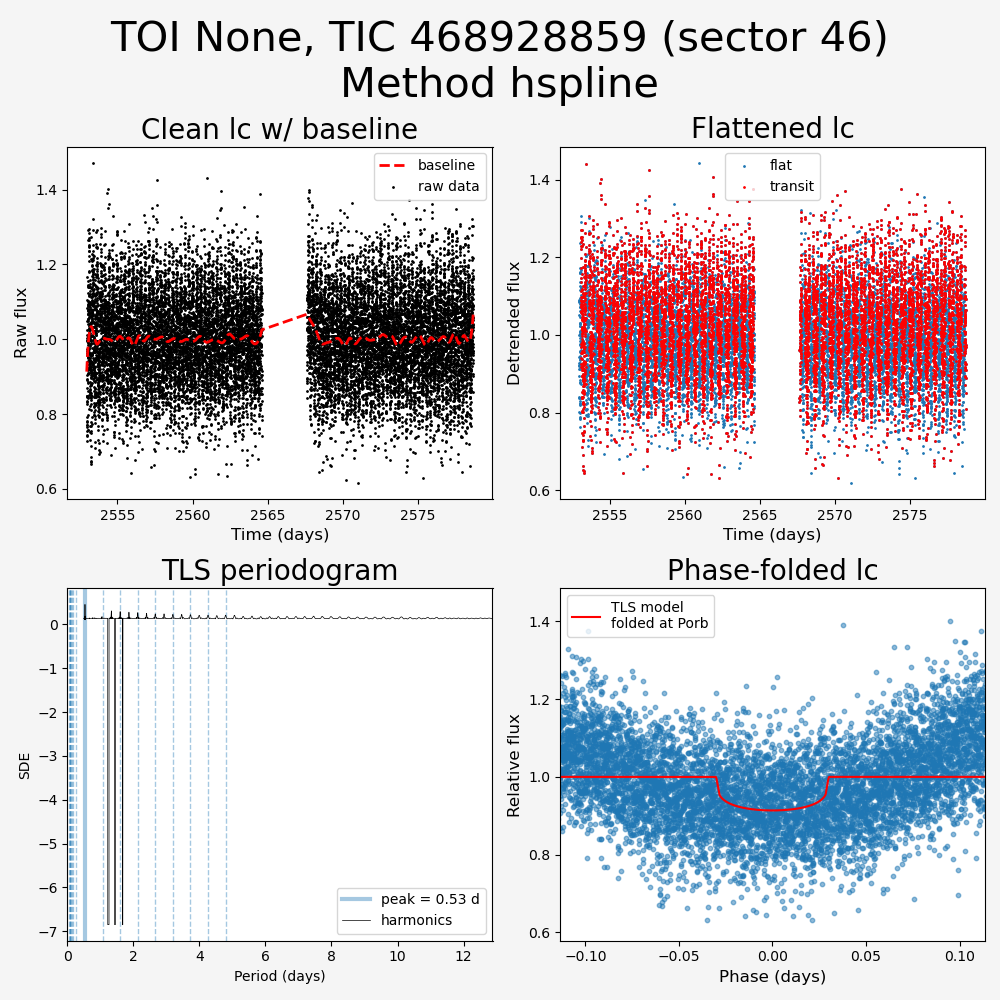 TOI None, TIC 468928859 (sector 46)
Method hspline
Clean lc w/ baseline
Flattened lc
baseline
raw data
flat
transit
Raw flux
1.4
1.2
1.0
0.8
0.6
2555
2560
2565
2570
2575
Time (days)
Detrended flux
1.4
1.2
1.0
0.8
0.6
2555
2560
2565
2570
2575
Time (days)
TLS periodogram
Phase-folded lc
SDE
0
−1
−2
−3
−4
−5
−6
−7
peak = 0.53 d
harmonics
0
2
4
6
8
10
12
Period (days)
TLS model
folded at Porb
Relative flux
1.4
1.2
1.0
0.8
0.6
−0.10
−0.05
0.00
0.05
0.10
Phase (days)